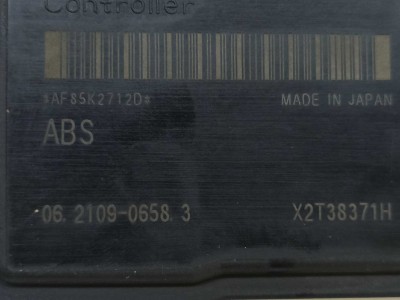 Controller
*AF85K2712D*
MADE IN JAPAN
ABS
06.2109-0658.3
X2T38371H